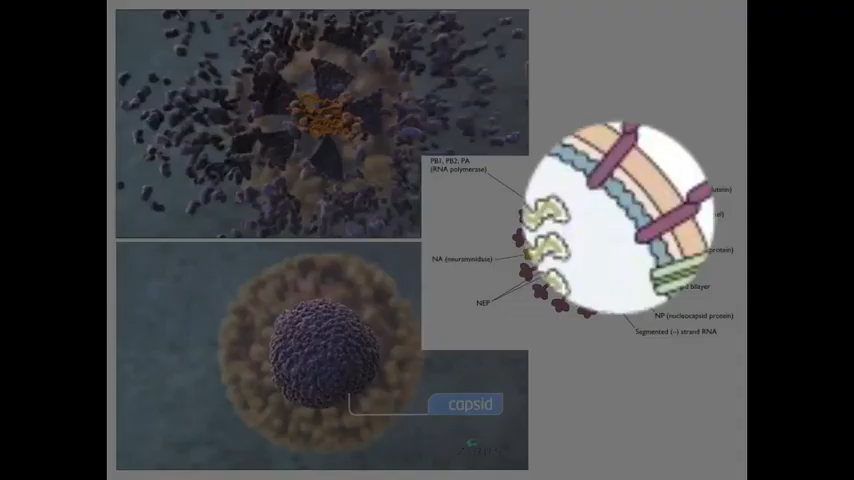 PB1, PB2, PA
(RNA polymerase)
NA (neuraminidase)
bilayer
NEP
NP (nucleocapsid protein)
Segmented (–) strand RNA
capsid